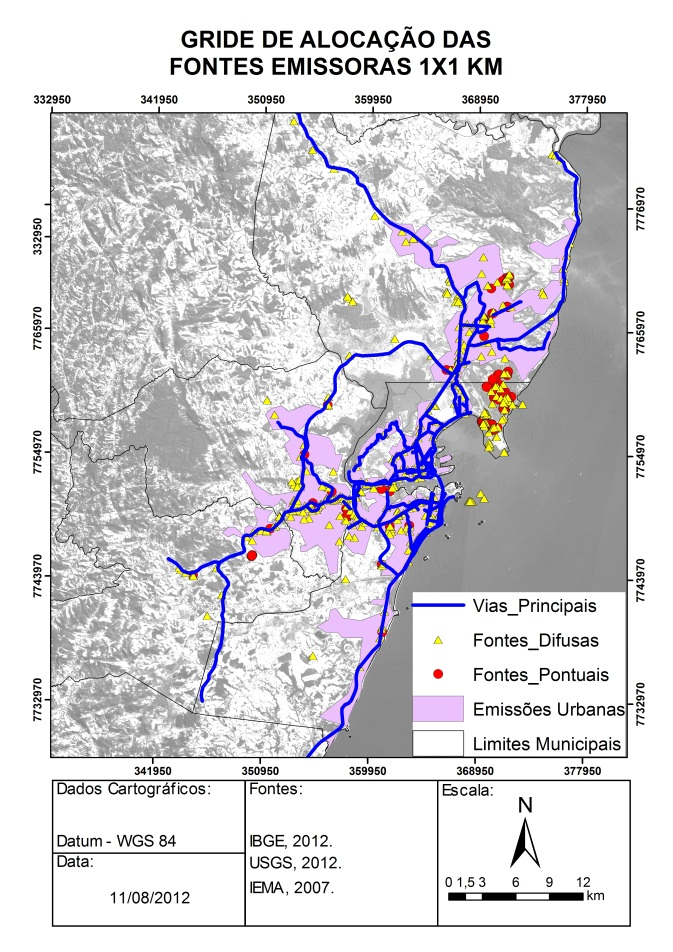 GRIDE DE ALOCAÇÃO DAS
FONTES EMISSORAS 1X1 KM
332950 341950 350950 359950 368950 377950
332950
7765970
7754970
7743970
7732970
7776970
7765970
7754970
7743970
7732970
Vias_Principais
Fontes_Difusas
Fontes_Pontuais
Emissões Urbanas
Limites Municipais
341950 350950 359950 368950 377950
Dados Cartográficos:
Datum - WGS 84
Data:
11/08/2012
Fontes:
IBGE, 2012.
USGS, 2012.
IEMA, 2007.
Escala:
N
0 1,5 3 6 9 12
km